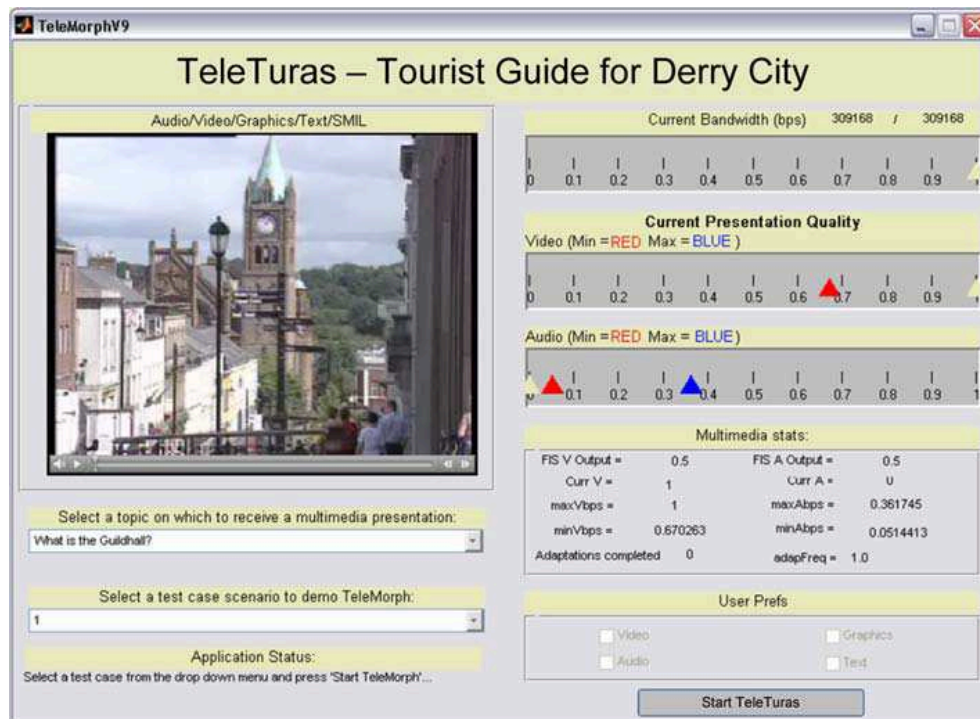 TeleMorphV9
TeleTuras – Tourist Guide for Derry City
Audio/Video/Graphics/Text/SMIL
Select a topic on which to receive a multimedia presentation:
What is the Guildhall?
Select a test case scenario to demo TeleMorph:
1
Application Status:
Select a test case from the drop down menu and press 'Start TeleMorph'...
Current Bandwidth (bps) 309168 / 309168
0 0.1 0.2 0.3 0.4 0.5 0.6 0.7 0.8 0.9
Current Presentation Quality
Video (Min =RED Max =BLUE )
0 0.1 0.2 0.3 0.4 0.5 0.6 0.7 0.8 0.9
Audio (Min =RED Max =BLUE )
0.1 0.2 0.3 0.4 0.5 0.6 0.7 0.8 0.9 1
Multimedia stats:
FIS V Output = 0.5 FIS A Output = 0.5
Curr V = 1 Curr A = 0
maxVbps = 1 maxAbps = 0.361745
minVbps = 0.670263 minAbps = 0.0514413
Adaptations completed 0 adapFreq = 1.0
User Prefs
Video Graphics
Audio Text
Start TeleTuras